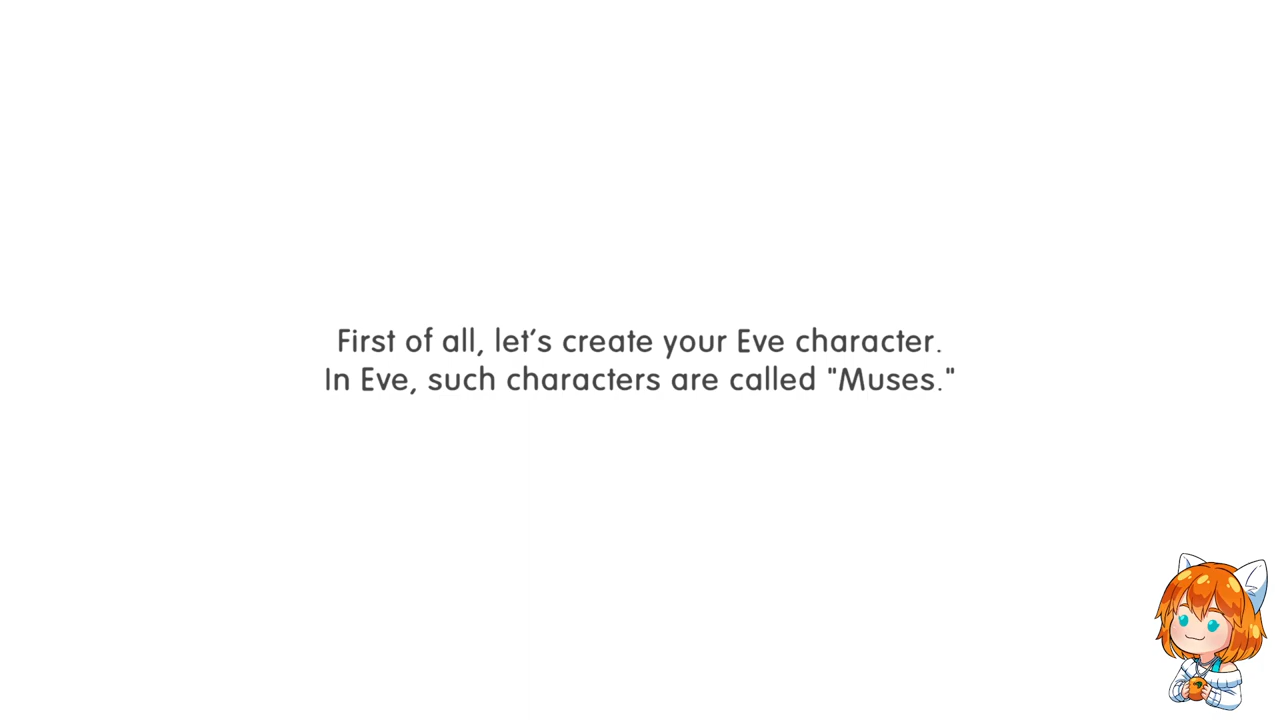 First of all, let's create your Eve character.
In Eve, such characters are called "Muses."